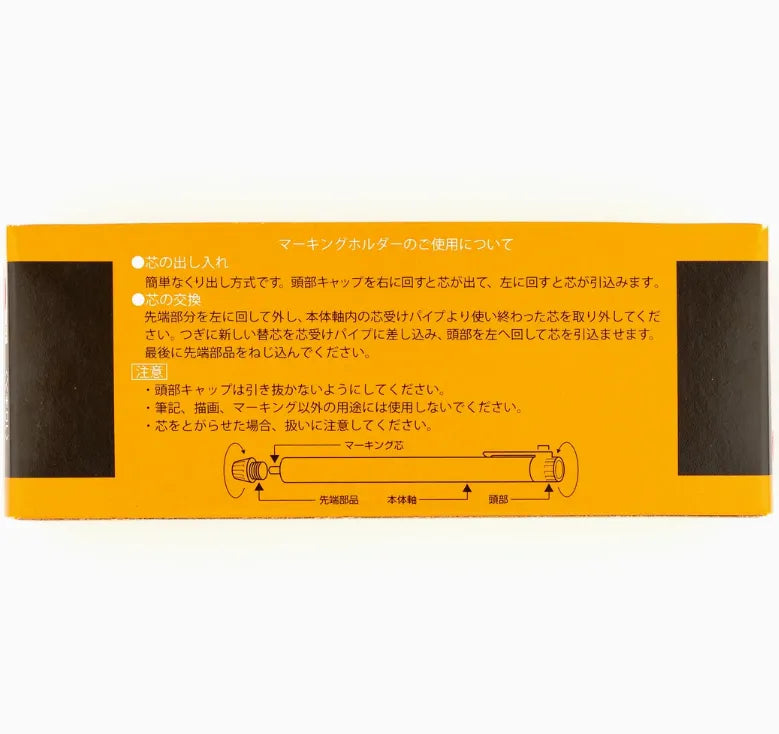 マーキングホルダーのご使用について
●芯の出し入れ
簡単なくり出し方式です。頭部キャップを右に回すと芯が出て、左に回すと芯が引込みます。
●芯の交換
先端部分を左に回して外し、本体軸内の芯受けパイプより使い終わった芯を取り外してくだ
さい。つぎに新しい替芯を芯受けパイプに差し込み、頭部を左へ回して芯を引込ませます。
最後に先端部品をねじ込んでください。
注意
・頭部キャップは引き抜かないようにしてください。
・筆記、描画、マーキング以外の用途には使用しないでください。
・芯をとがらせた場合、扱いに注意してください。
マーキング芯
先端部品 本体軸 頭部